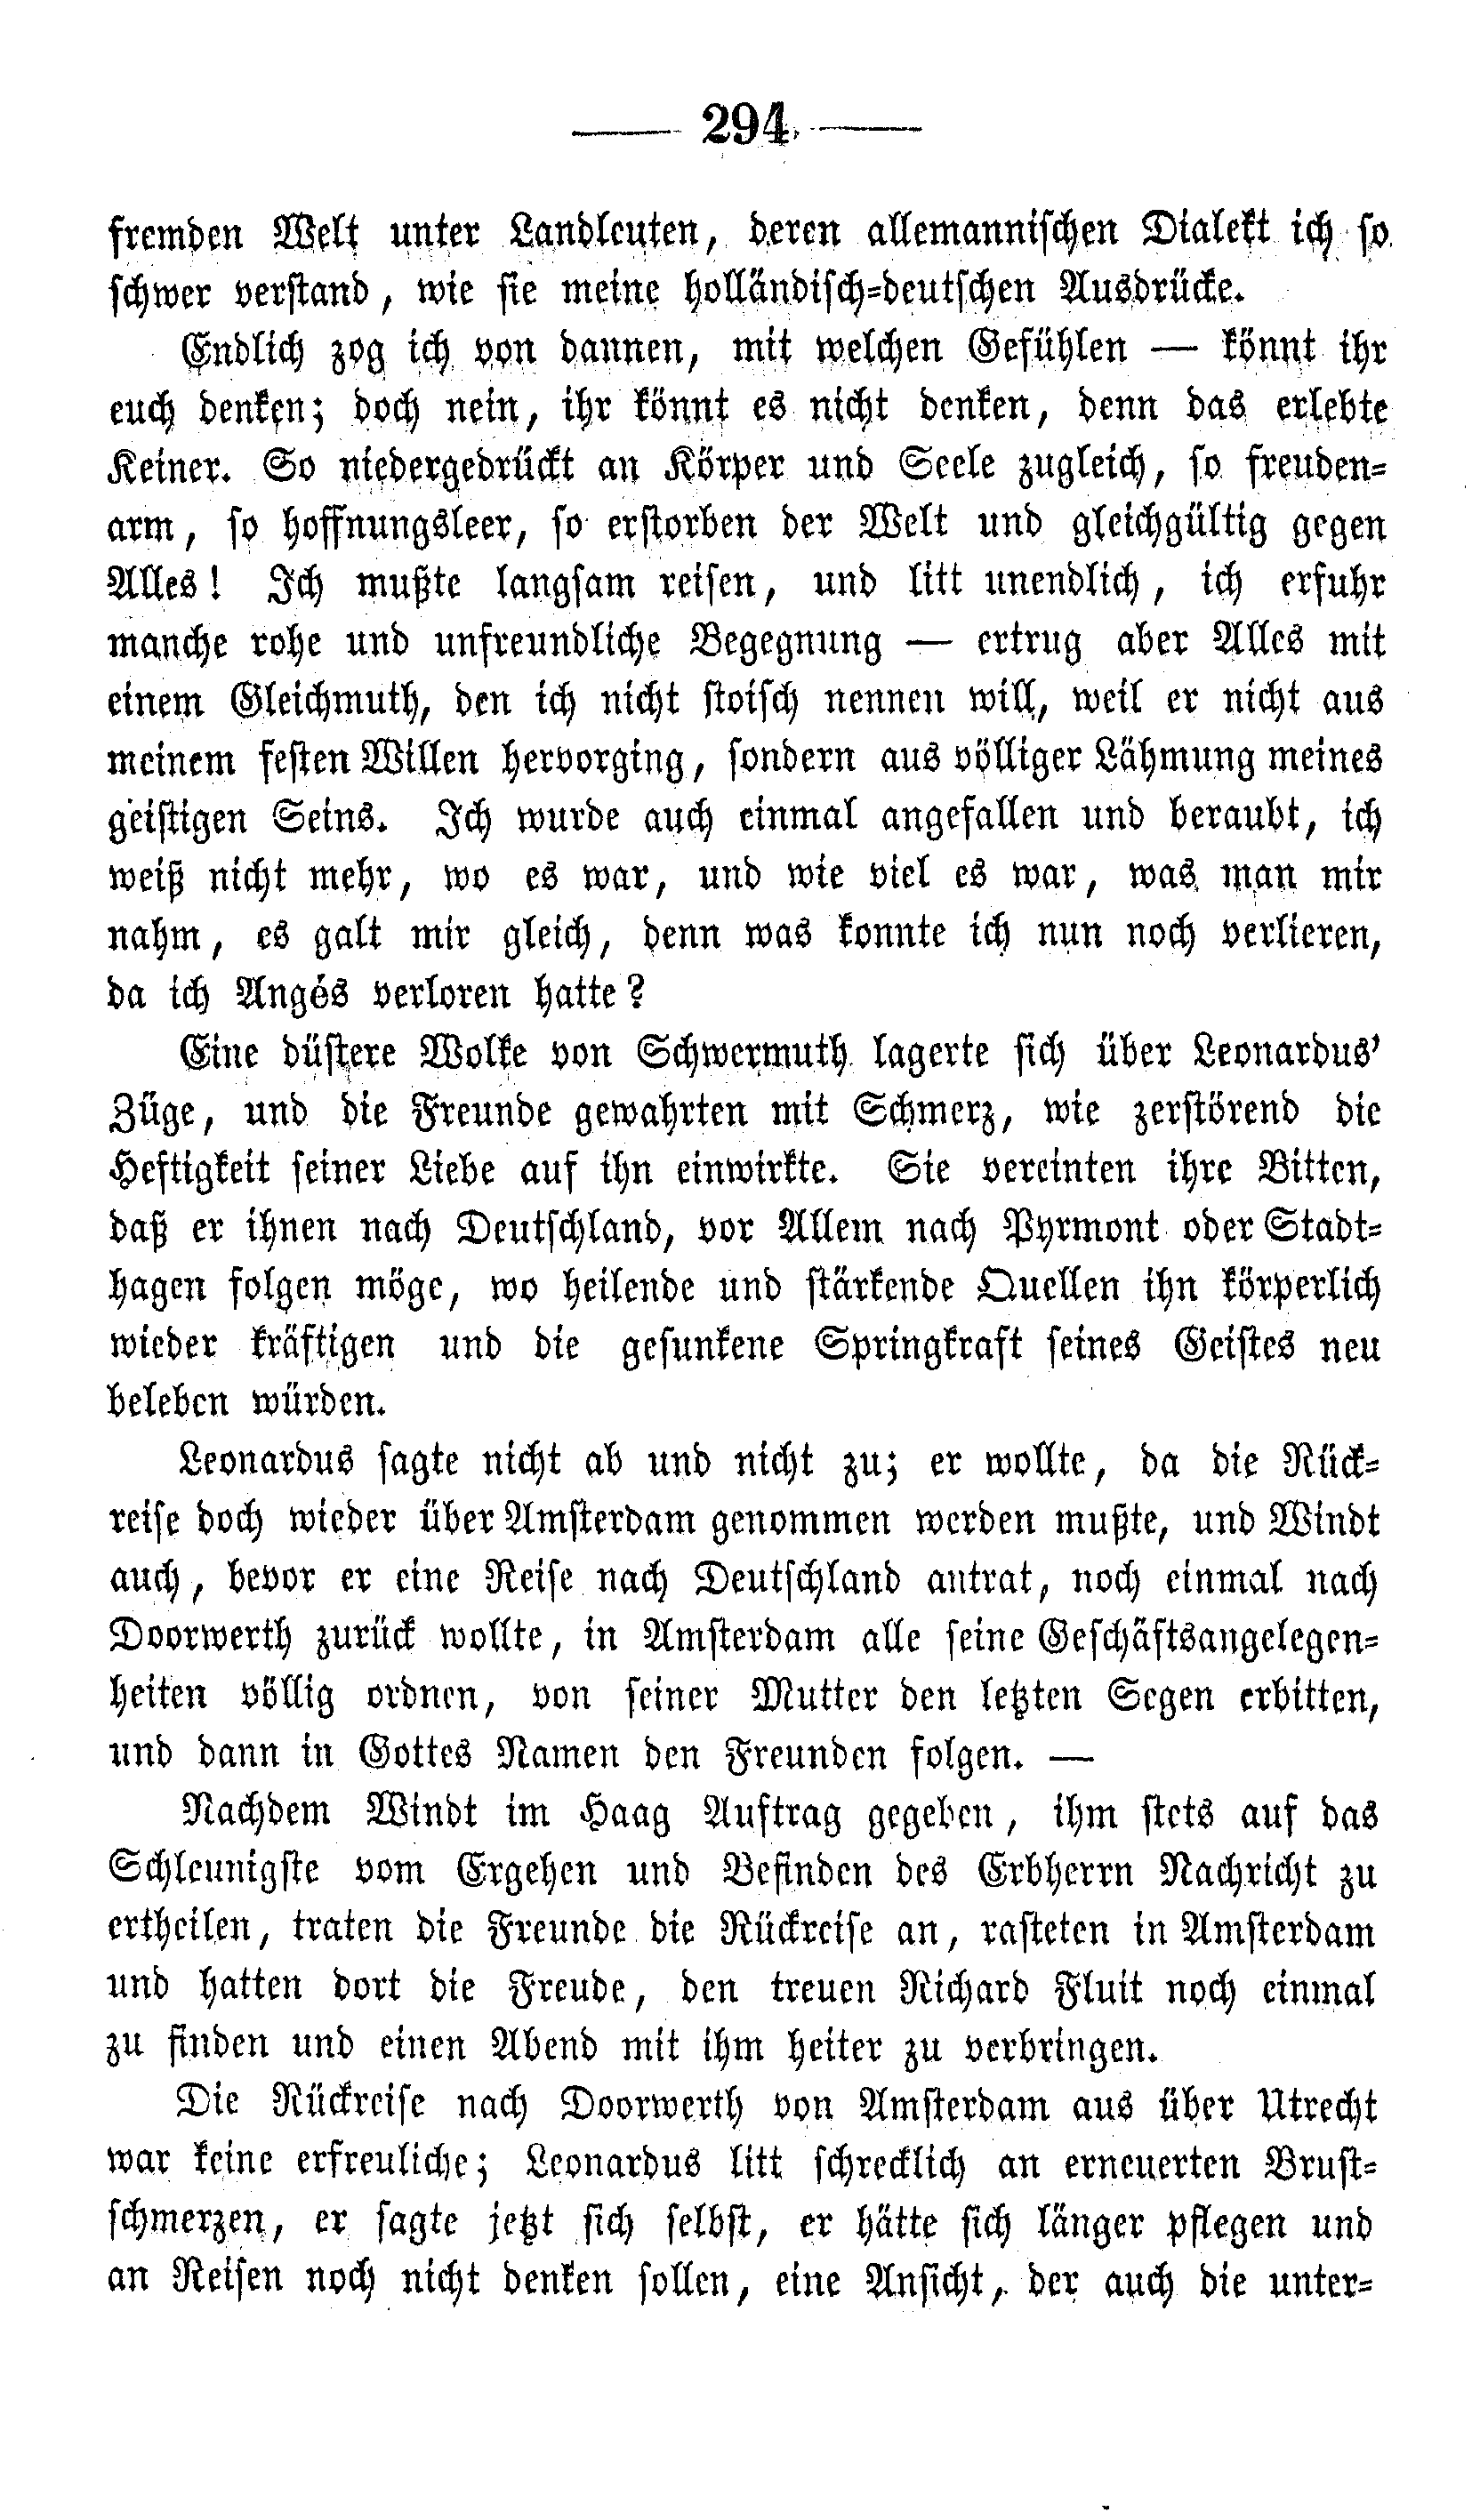 — 294 —
fremden Welt unter Landleuten, deren allemannischen Dialekt ich so
schwer verstand, wie sie meine holländisch-deutschen Ausdrücke.
Endlich zog ich von dannen, mit welchen Gefühlen — könnt ihr
euch denken; doch nein, ihr könnt es nicht denken, denn das erlebte
Keiner. So niedergedrückt an Körper und Seele zugleich, so freuden-
arm, so hoffnungsleer, so erstorben der Welt und gleichgültig gegen
Alles! Ich mußte langsam reisen, und litt unendlich, ich erfuhr
manche rohe und unfreundliche Begegnung — ertrug aber Alles mit
einem Gleichmuth, den ich nicht stoisch nennen will, weil er nicht aus
meinem festen Willen hervorging, sondern aus völliger Lähmung meines
geistigen Seins. Ich wurde auch einmal angefallen und beraubt, ich
weiß nicht mehr, wo es war, und wie viel es war, was man mir
nahm, es galt mir gleich, denn was konnte ich nun noch verlieren,
da ich Angés verloren hatte?
Eine düstere Wolke von Schwermuth lagerte sich über Leonardus'
Züge, und die Freunde gewahrten mit Schmerz, wie zerstörend die
Heftigkeit seiner Liebe auf ihn einwirkte. Sie vereinten ihre Bitten,
daß er ihnen nach Deutschland, vor Allem nach Pyrmont oder Stadt-
hagen folgen möge, wo heilende und stärkende Quellen ihn körperlich
wieder kräftigen und die gesunkene Springkraft seines Geistes neu
beleben würden.
Leonardus sagte nicht ab und nicht zu; er wollte, da die Rück-
reise doch wieder über Amsterdam genommen werden mußte, und Windt
auch, bevor er eine Reise nach Deutschland antrat, noch einmal nach
Doorwerth zurück wollte, in Amsterdam alle seine Geschäftsangelegen-
heiten völlig ordnen, von seiner Mutter den letzten Segen erbitten,
und dann in Gottes Namen den Freunden folgen. —
Nachdem Windt im Haag Auftrag gegeben, ihm stets auf das
Schleunigste vom Ergehen und Befinden des Erbherrn Nachricht zu
ertheilen, traten die Freunde die Rückreise an, rasteten in Amsterdam
und hatten dort die Freude, den treuen Richard Fluit noch einmal
zu finden und einen Abend mit ihm heiter zu verbringen.
Die Rückreise nach Doorwerth von Amsterdam aus über Utrecht
war keine erfreuliche; Leonardus litt schrecklich an erneuerten Brust-
schmerzen, er sagte jetzt sich selbst, er hätte sich länger pflegen und
an Reisen noch nicht denken sollen, eine Ansicht, der auch die unter-